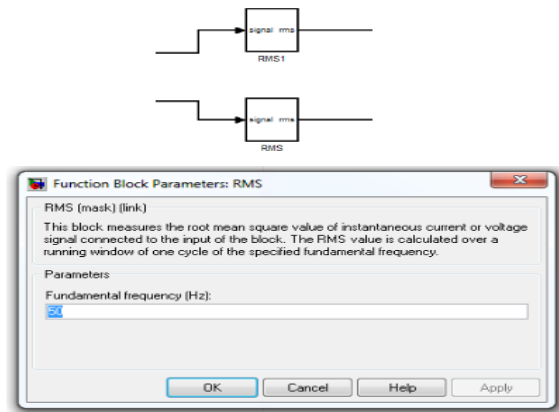 signal rms
RMS1
signal rms
RMS
Function Block Parameters: RMS
RMS (mask) (link)
This block measures the root mean square value of instantaneous current or voltage
signal connected to the input of the block. The RMS value is calculated over a
running window of one cycle of the specified fundamental frequency.
Parameters
Fundamental frequency (Hz):
50
OK Cancel Help Apply